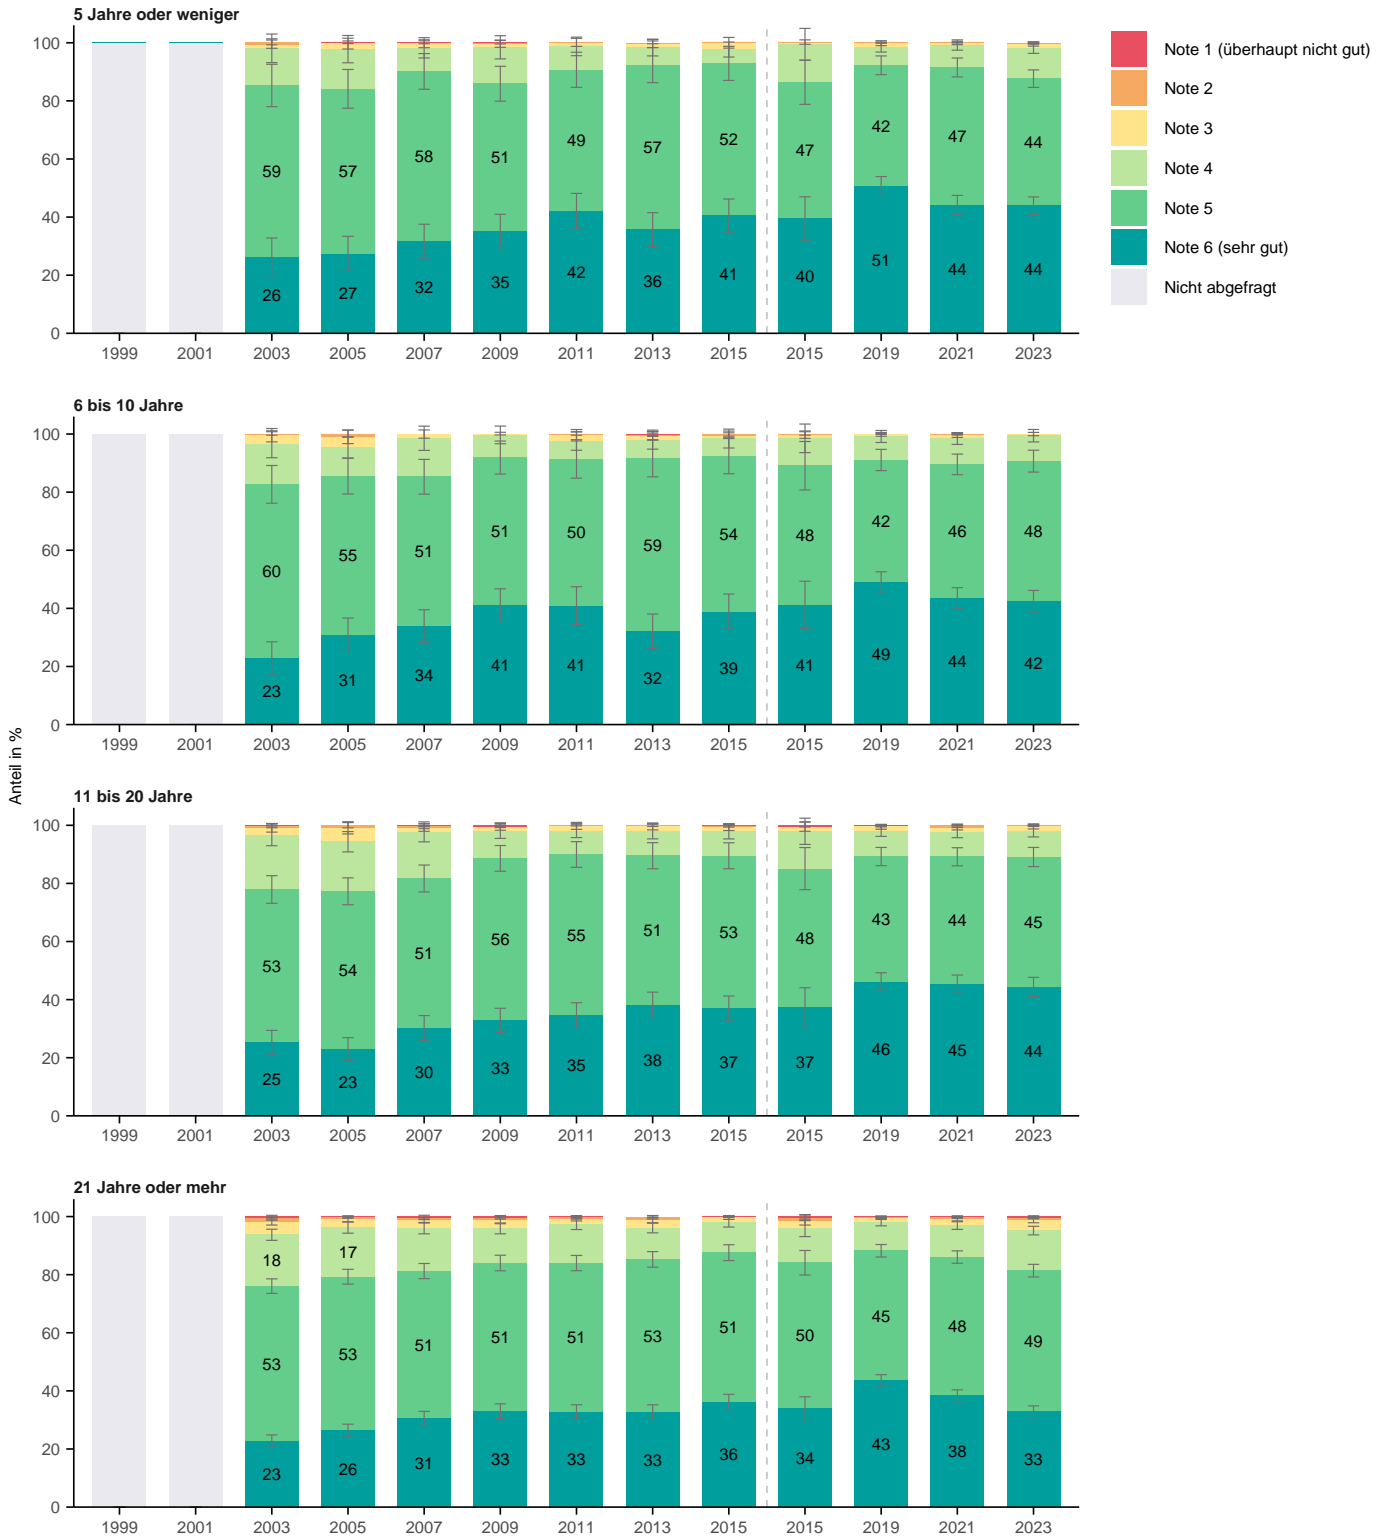 5 Jahre oder weniger
100
80
60
40
20
0
59 57 58 51 49 57 52 47 42 47 44
26 27 32 35 42 36 41 40 51 44 44
1999 2001 2003 2005 2007 2009 2011 2013 2015 2015 2019 2021 2023
Note 1 (überhaupt nicht gut)
Note 2
Note 3
Note 4
Note 5
Note 6 (sehr gut)
Nicht abgefragt
Anteil in %
6 bis 10 Jahre
100
80
60
40
20
0
60 55 51 51 50 59 54 48 42 46 48
23 31 34 41 41 32 39 41 49 44 42
1999 2001 2003 2005 2007 2009 2011 2013 2015 2015 2019 2021 2023
11 bis 20 Jahre
100
80
60
40
20
0
53 54 51 56 55 51 53 48 43 44 45
25 23 30 33 35 38 37 37 46 45 44
1999 2001 2003 2005 2007 2009 2011 2013 2015 2015 2019 2021 2023
21 Jahre oder mehr
100
80
60
40
20
0
18 17
53 53 51 51 51 53 51 50 45 48 49
23 26 31 33 33 33 36 34 43 38 33
1999 2001 2003 2005 2007 2009 2011 2013 2015 2015 2019 2021 2023